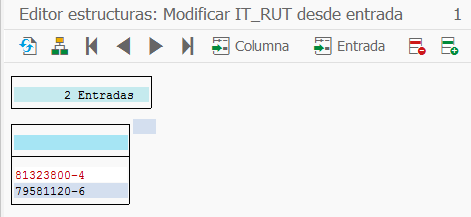 Editor estructuras: Modificar IT_RUT desde entrada 1
Columna Entrada
2 Entradas
81323800-4
79581120-6